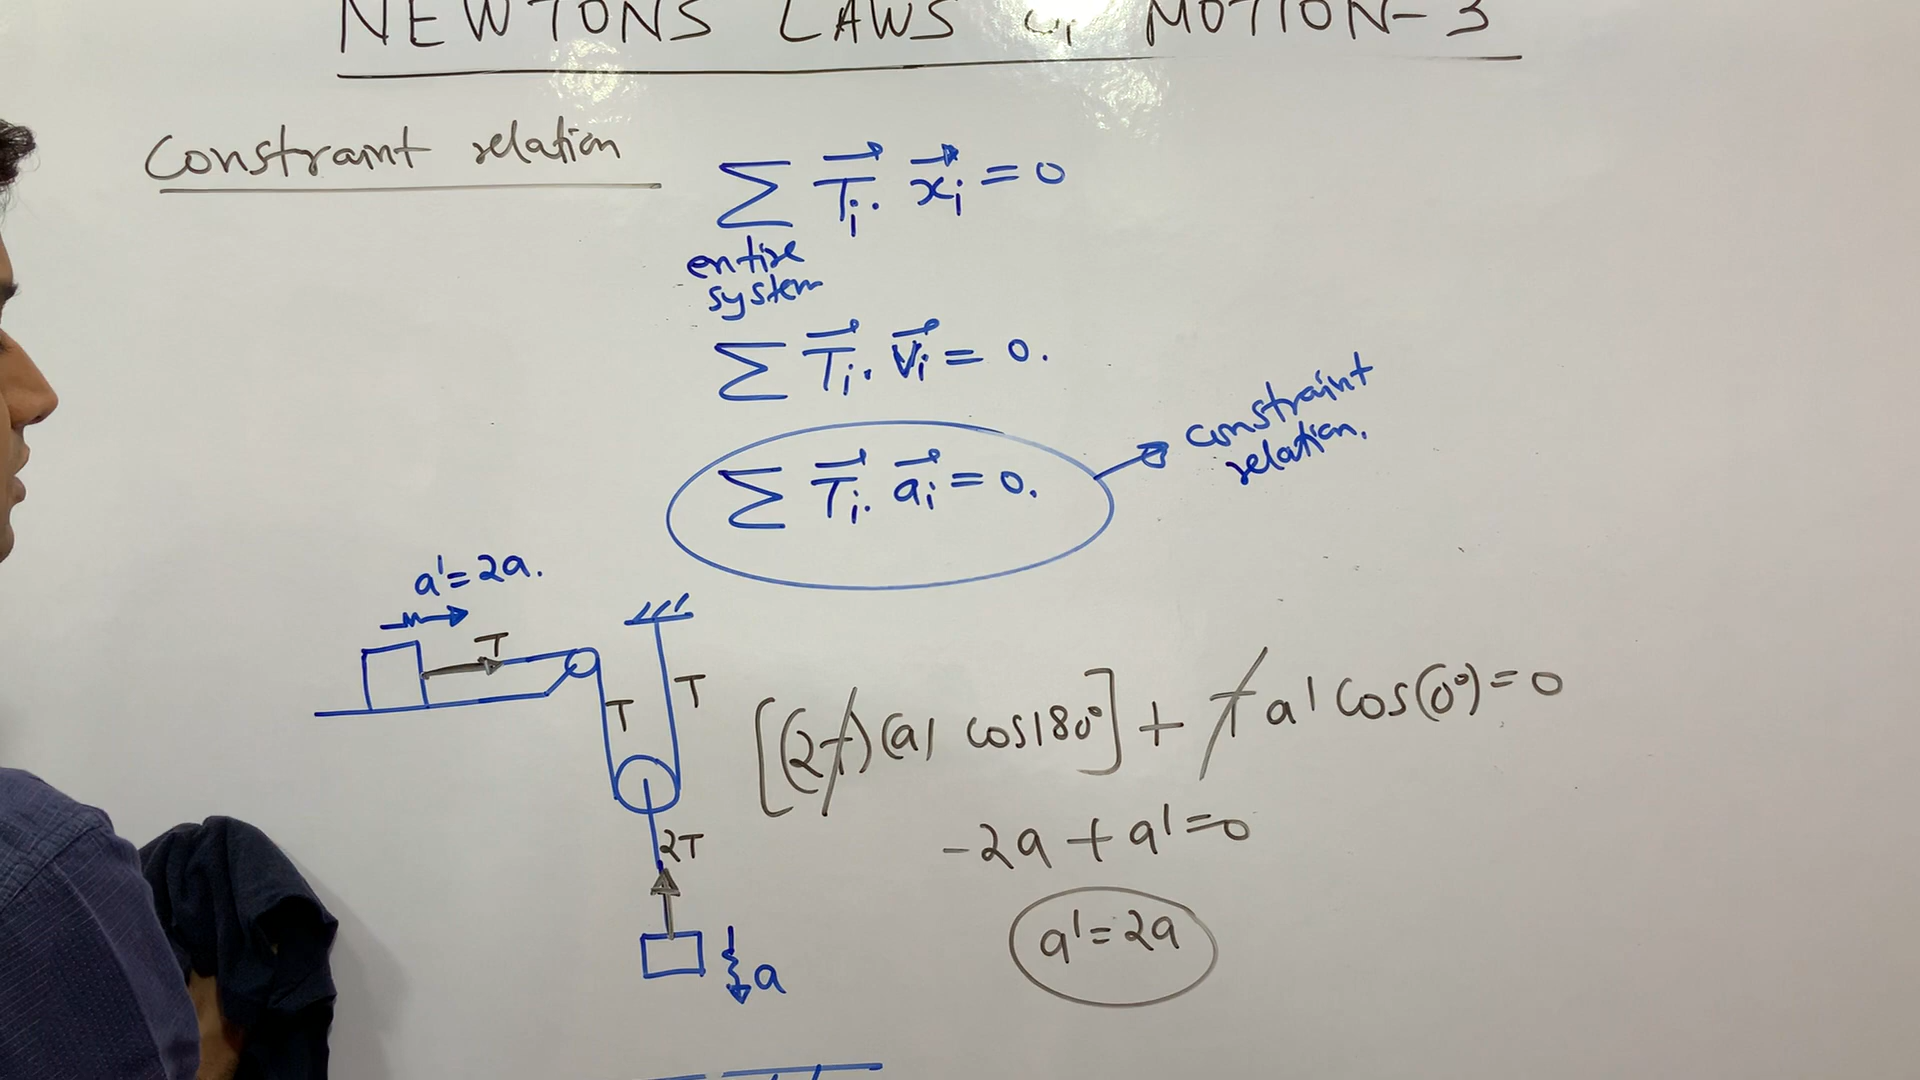 NEWTONS LAWS of MOTION-3
Constraint relation
∑ T⃗i. x⃗i = 0
entire
system
∑ T⃗i. V⃗i = 0.
∑ T⃗i. a⃗i = 0.
constraint
relation.
a' = 2a.
T
T
T
[(2T)(a) cos180°] + T a' cos(0°) = 0
2T
-2a + a' = 0
a' = 2a
a